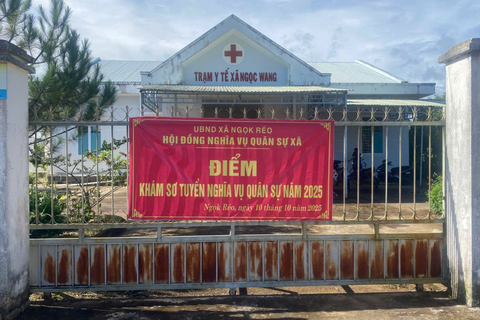 TRẠM Y TẾ XÃ NGỌC WANG
UBND XÃ NGỌK RÉO
HỘI ĐỒNG NGHĨA VỤ QUÂN SỰ XÃ
ĐIỂM
KHÁM SƠ TUYỂN NGHĨA VỤ QUÂN SỰ NĂM 2025
Ngọk Réo, ngày 10 tháng 10 năm 2025